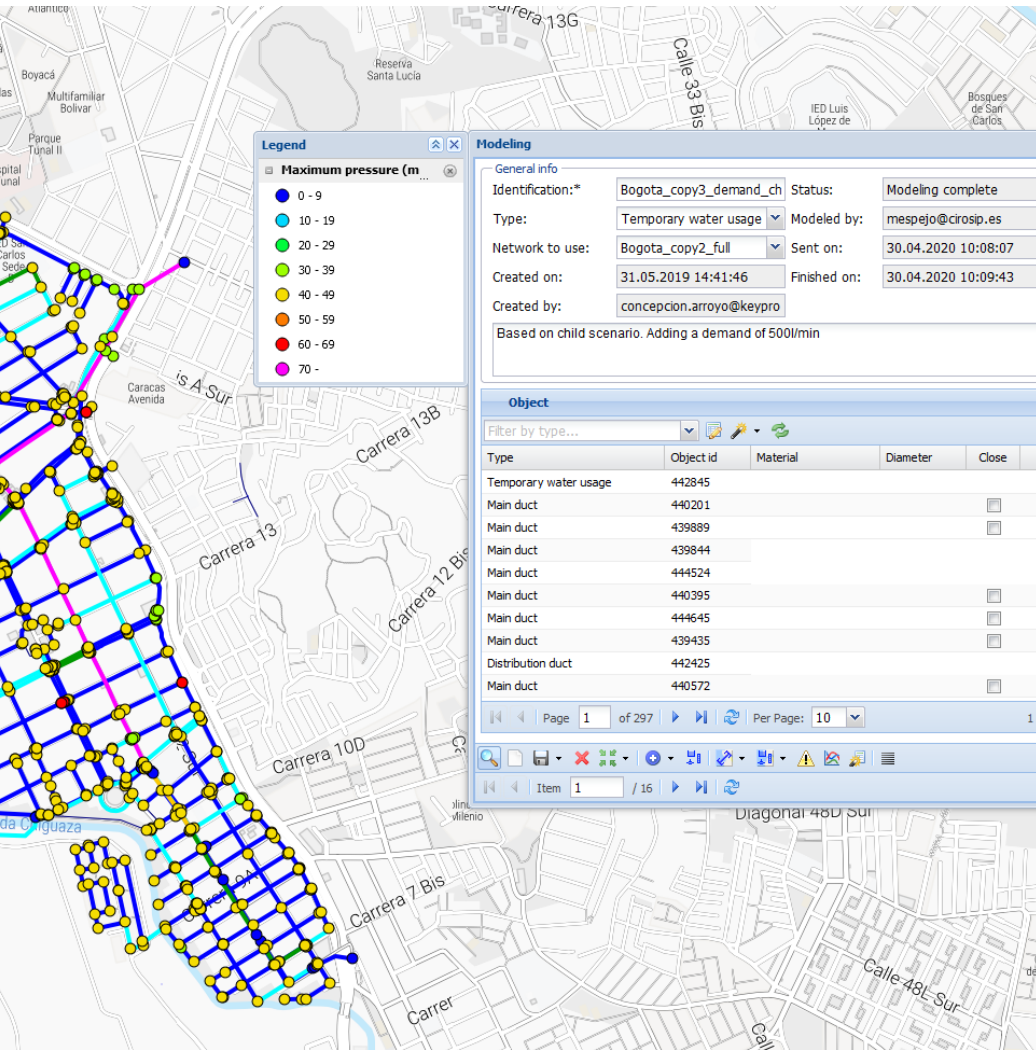 Atlántico
Carrera 13G
Calle 33 Bis
Reserva
Santa Lucía
Boyacá
Multifamiliar
Bolivar
Parque
Tunal II
IED Luis
López de
Bosques
de San
Carlos
Legend
Maximum pressure (m...
0 - 9
10 - 19
20 - 29
30 - 39
40 - 49
50 - 59
60 - 69
70 -
Caracas
Avenida
is A Sur
Carrera 13B
Carrera 13
Carrera 12 Bis
Carrera 10D
Carrera 9A
Carrera 7 Bis
Carrer
Diagonal 48D Sur
Calle 48L Sur
Modeling
General info
Identification:* Bogota_copy3_demand_ch Status: Modeling complete
Type: Temporary water usage Modeled by: mespejo@cirosip.es
Network to use: Bogota_copy2_full Sent on: 30.04.2020 10:08:07
Created on: 31.05.2019 14:41:46 Finished on: 30.04.2020 10:09:43
Created by: concepcion.arroyo@keypro
Based on child scenario. Adding a demand of 500l/min
Object
Filter by type...
Type Object id Material Diameter Close
Temporary water usage 442845
Main duct 440201
Main duct 439889
Main duct 439844
Main duct 444524
Main duct 440395
Main duct 444645
Main duct 439435
Distribution duct 442425
Main duct 440572
Page 1 of 297 Per Page: 10 1
Item 1 / 16